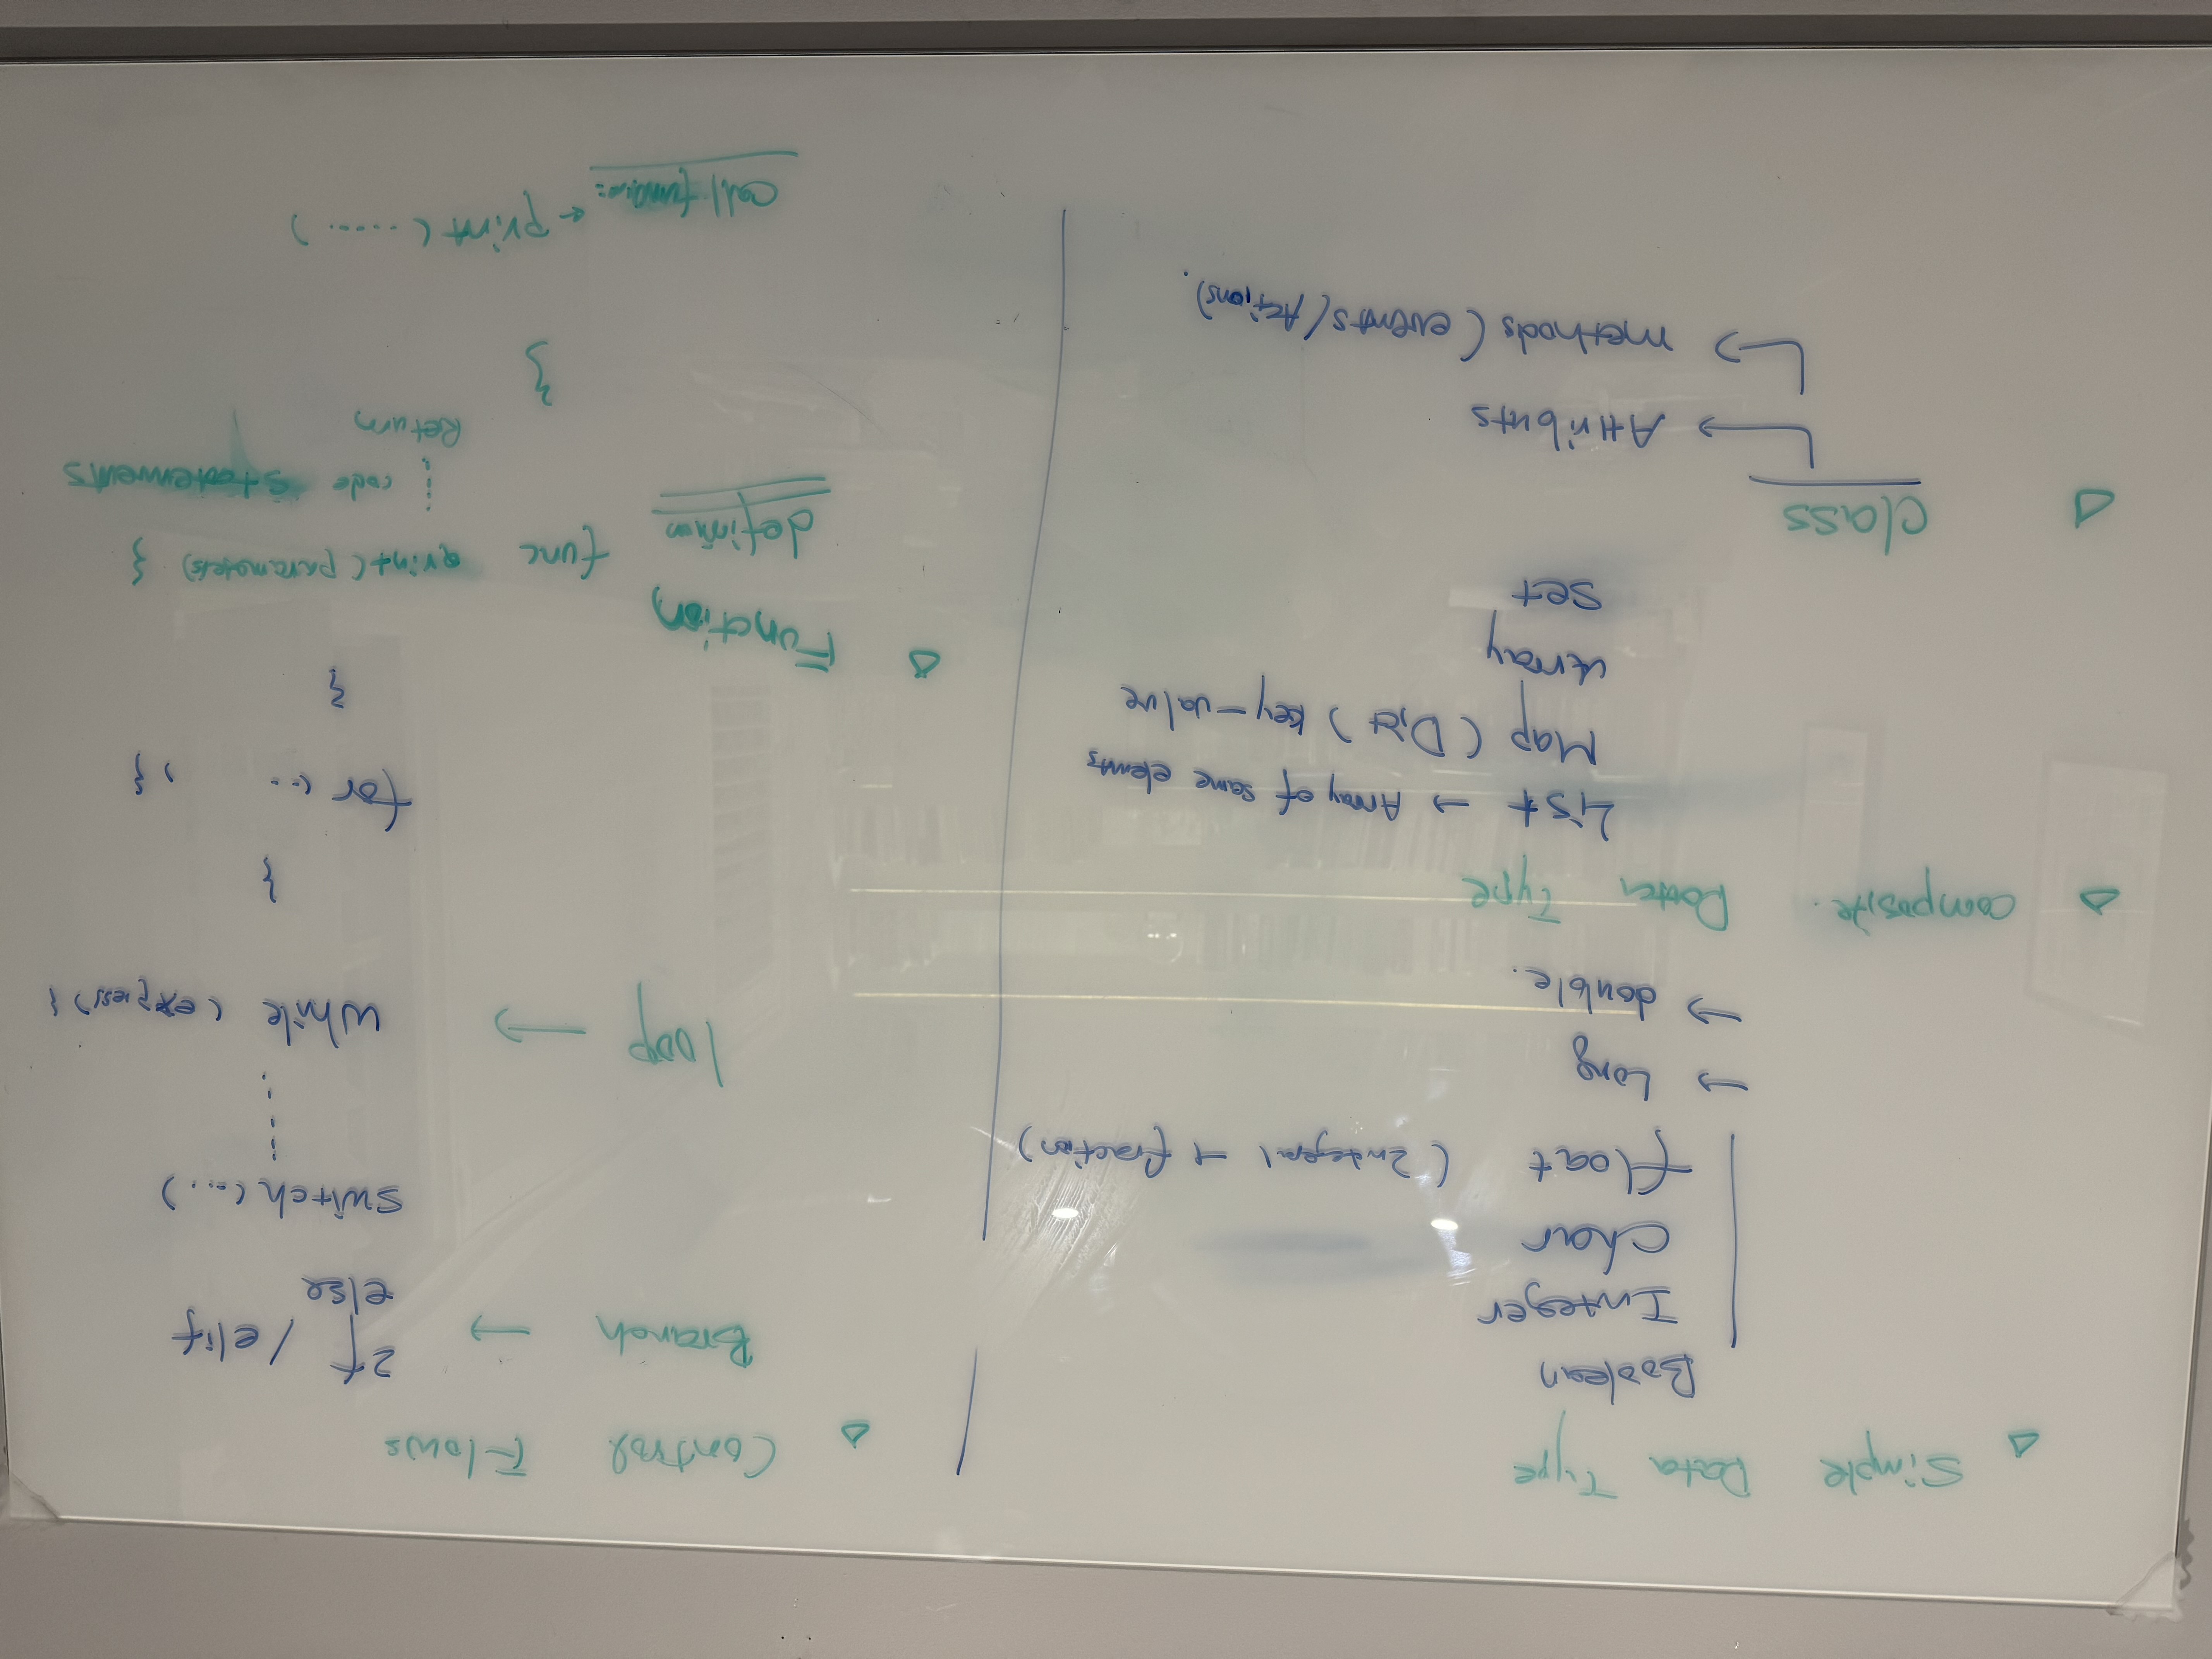 △ Simple Data Type
Boolean
Integer
char
float (Integral + fraction)
→ Long
→ double.
△ composite. Data Type
List → Array of same elemts
Map (Dict) key-value
Array
set
△ class
→ Attributs
→ methods (events/Actions).
△ Control Flows
Branch → if / elif
else
switch (...)
loop → while (express) {
}
for (.. ) {
}
△ Function
definition func print( parameters) {
code statements
Return
}
call ← print ( ...... )